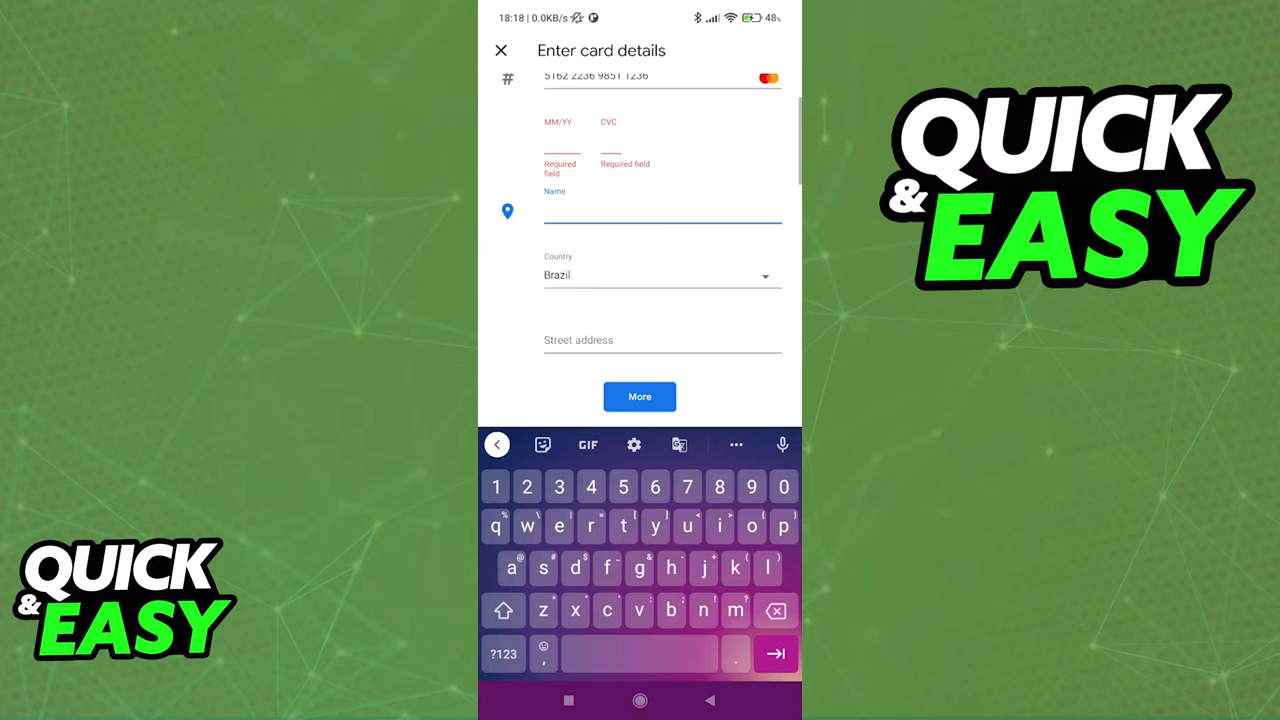 18:18 | 0.0KB/s
48%
Enter card details
5162 2236 9851 1236
MM/YY CVC
Required field
Required field
Name
Country
Brazil
Street address
More
GIF
1 2 3 4 5 6 7 8 9 0
q w e r t y u i o p
a s d f g h j k l
z x c v b n m
?123 , .
QUICK
& EASY
QUICK
& EASY